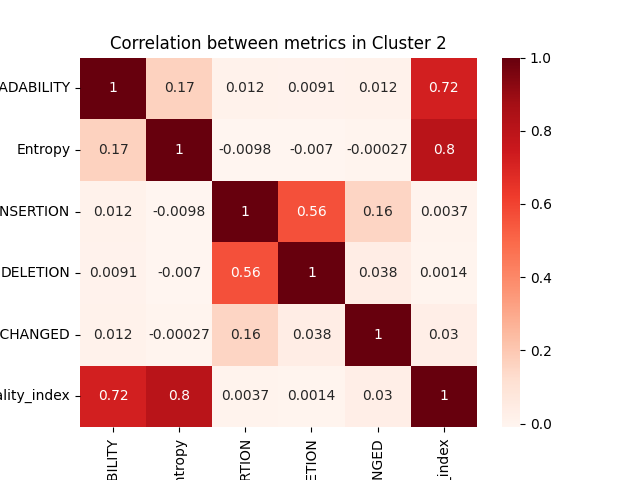 Correlation between metrics in Cluster 2
ADABILITY 1 0.17 0.012 0.0091 0.012 0.72
Entropy 0.17 1 -0.0098 -0.007 -0.00027 0.8
NSERTION 0.012 -0.0098 1 0.56 0.16 0.0037
DELETION 0.0091 -0.007 0.56 1 0.038 0.0014
CHANGED 0.012 -0.00027 0.16 0.038 1 0.03
ality_index 0.72 0.8 0.0037 0.0014 0.03 1
BILITY
ntropy
RTION
ETION
NGED
_index
1.0
0.8
0.6
0.4
0.2
0.0